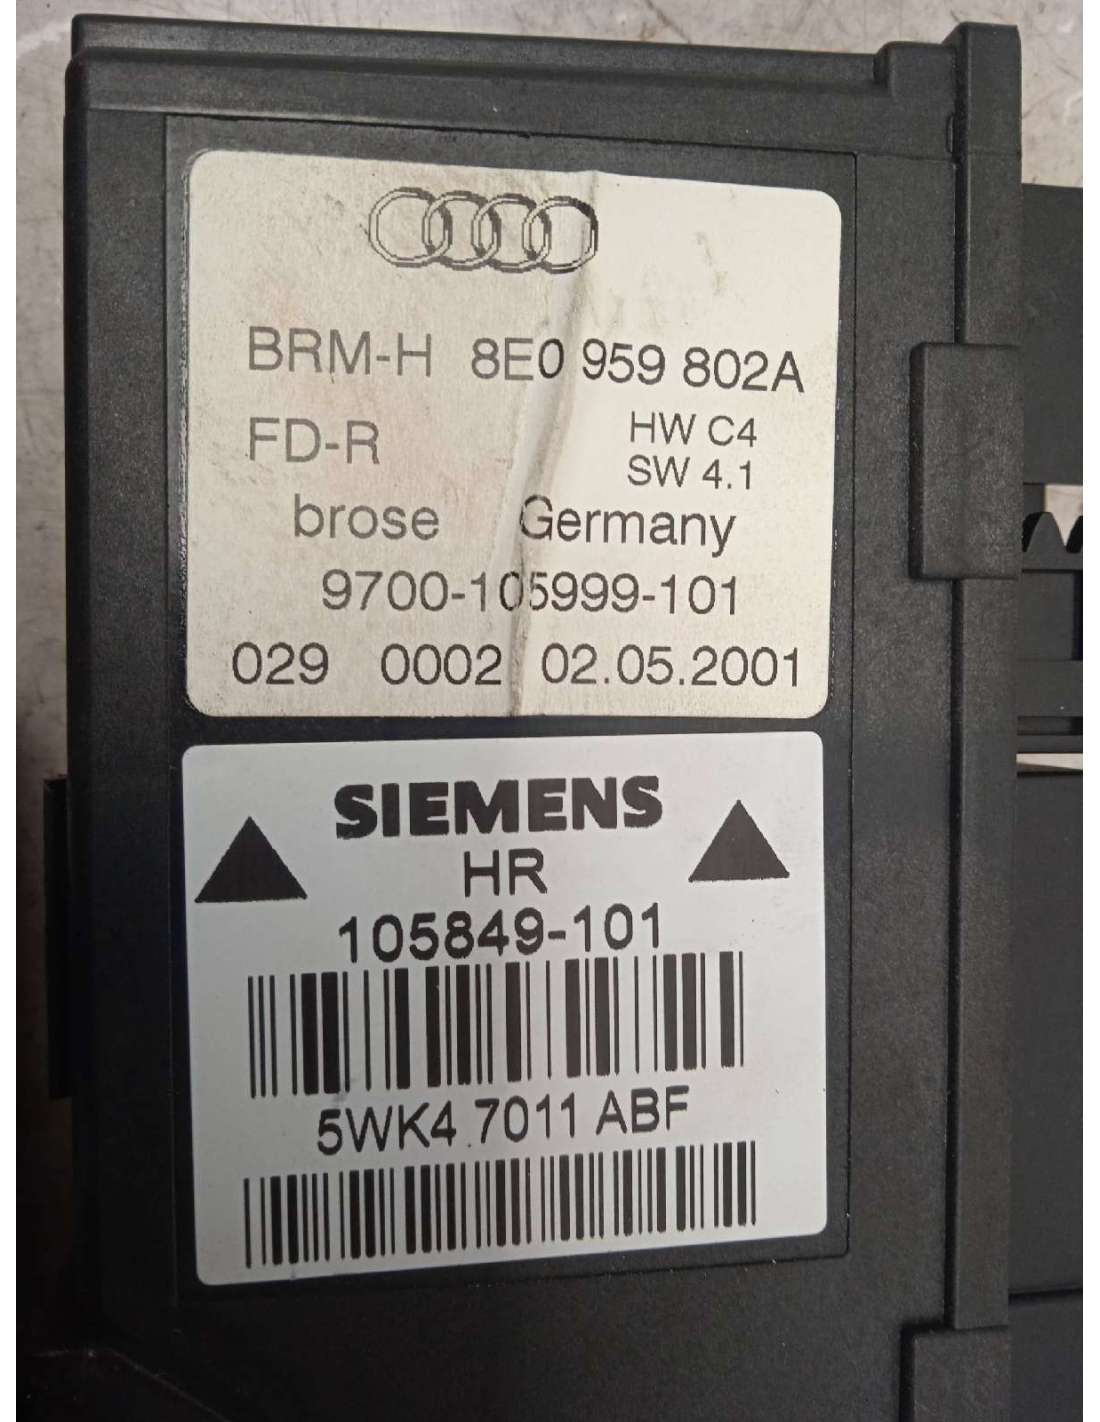 BRM-H 8E0 959 802A
FD-R HW C4
SW 4.1
brose Germany
9700-105999-101
029 0002 02.05.2001
SIEMENS
HR
105849-101
5WK4 7011 ABF